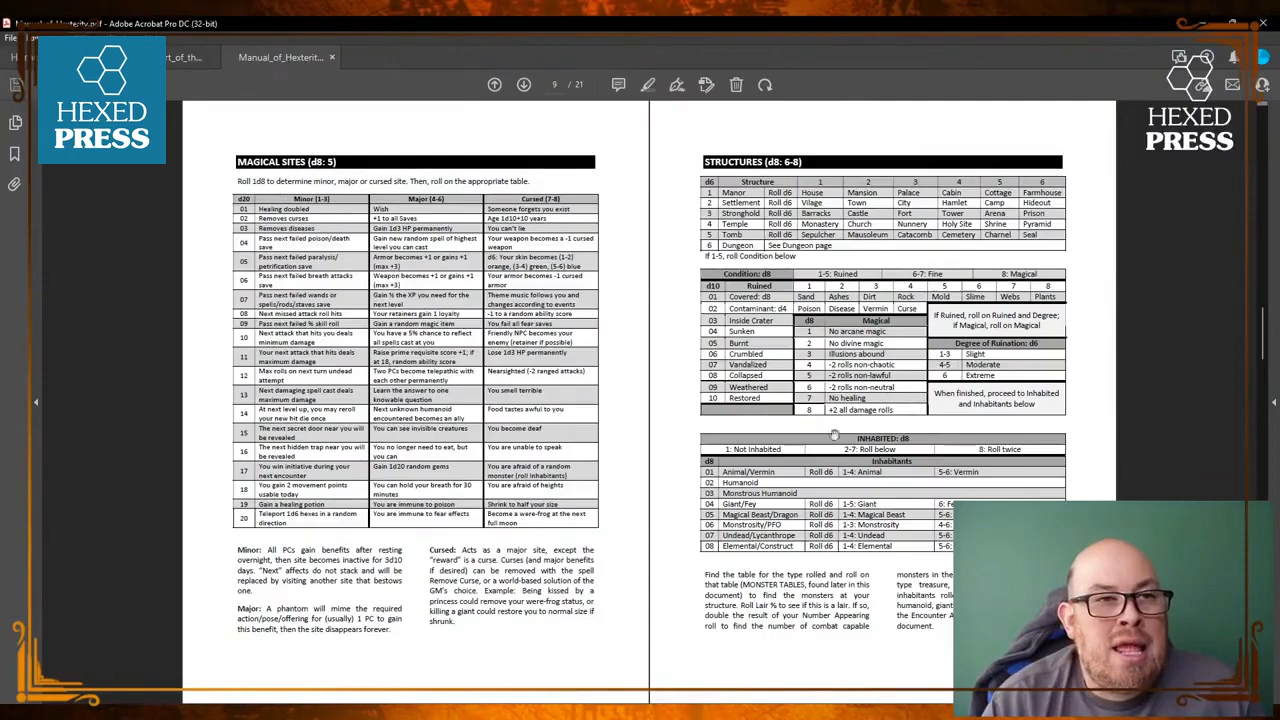 Manual_of_Hexterity.pdf - Adobe Acrobat Pro DC (32-bit)
Manual_of_Hexterit... ×
9 / 21
HEXED
PRESS
HEXED
PRESS
MAGICAL SITES (d8: 5)
Roll 1d8 to determine minor, major or cursed site. Then, roll on the appropriate table.
d20 Minor (1-3) Major (4-6) Cursed (7-8)
01 Healing doubled Wish Someone forgets you exist
02 Removes curses +1 to all Saves Age 1d10+10 years
03 Removes diseases Gain 1d3 HP permanently You can't lie
04 Pass next failed poison/death save Gain new random spell of highest level you can cast Your weapon becomes a -1 cursed weapon
05 Pass next failed paralysis/petrification save Armor becomes +1 or gains +1 (max +3) d6: Your skin becomes (1-2) orange, (3-4) green, (5-6) blue
06 Pass next failed breath attacks save Weapon becomes +1 or gains +1 (max +3) Your armor becomes -1 cursed armor
07 Pass next failed wands or spells/rods/staves save Gain ½ the XP you need for the next level Theme music follows you and changes according to events
08 Next missed attack roll hits Your retainers gain 1 loyalty -1 to a random ability score
09 Pass next failed % skill roll Gain a random magic item You fail all fear saves
10 Next attack that hits you deals minimum damage You have a 5% chance to reflect all spells cast at you Friendly NPC becomes your enemy (retainer if possible)
11 Your next attack that hits deals maximum damage Raise prime requisite score +1; if at 18, random ability score Lose 1d3 HP permanently
12 Max rolls on next turn undead attempt Two PCs become telepathic with each other permanently Nearsighted (-2 ranged attacks)
13 Next damaging spell cast deals maximum damage Learn the answer to one knowable question You smell terrible
14 At next level up, you may reroll your new hit die once Next unknown humanoid encountered becomes an ally Food tastes awful to you
15 The next secret door near you will be revealed You can see invisible creatures You become deaf
16 The next hidden trap near you will be revealed You no longer need to eat, but you can You are unable to speak
17 You win initiative during your next encounter Gain 1d20 random gems You are afraid of a random monster (roll Inhabitants)
18 You gain 2 movement points usable today You can hold your breath for 30 minutes You are afraid of heights
19 Gain a healing potion You are immune to poison Shrink to half your size
20 Teleport 1d6 hexes in a random direction You are immune to fear effects Become a were-frog at the next full moon
Minor: All PCs gain benefits after resting
overnight, then site becomes inactive for 3d10
days. "Next" affects do not stack and will be
replaced by visiting another site that bestows
one.
Major: A phantom will mime the required
action/pose/offering for (usually) 1 PC to gain
this benefit, then the site disappears forever.
Cursed: Acts as a major site, except the
"reward" is a curse. Curses (and major benefits
if desired) can be removed with the spell
Remove Curse, or a world-based solution of the
GM's choice. Example: Being kissed by a
princess could remove your were-frog status, or
killing a giant could restore you to normal size if
shrunk.
STRUCTURES (d8: 6-8)
d6 Structure 1 2 3 4 5 6
1 Manor Roll d6 House Mansion Palace Cabin Cottage Farmhouse
2 Settlement Roll d6 Village Town City Hamlet Camp Hideout
3 Stronghold Roll d6 Barracks Castle Fort Tower Arena Prison
4 Temple Roll d6 Monastery Church Nunnery Holy Site Shrine Pyramid
5 Tomb Roll d6 Sepulcher Mausoleum Catacomb Cemetery Charnel Seal
6 Dungeon See Dungeon page
If 1-5, roll Condition below
Condition: d8 1-5: Ruined 6-7: Fine 8: Magical
d10 Ruined 1 2 3 4 5 6 7 8
01 Covered: d8 Sand Ashes Dirt Rock Mold Slime Webs Plants
02 Contaminant: d4 Poison Disease Vermin Curse
If Ruined, roll on Ruined and Degree;
if Magical, roll on Magical
03 Inside Crater d8 Magical
04 Sunken 1 No arcane magic
05 Burnt 2 No divine magic Degree of Ruination: d6
06 Crumbled 3 Illusions abound 1-3 Slight
07 Vandalized 4 -2 rolls non-chaotic 4-5 Moderate
08 Collapsed 5 -2 rolls non-lawful 6 Extreme
09 Weathered 6 -2 rolls non-neutral
10 Restored 7 No healing
8 +2 all damage rolls
When finished, proceed to Inhabited
and Inhabitants below
INHABITED: d8
1: Not Inhabited 2-7: Roll below 8: Roll twice
d8 Inhabitants
01 Animal/Vermin Roll d6 1-4: Animal 5-6: Vermin
02 Humanoid
03 Monstrous Humanoid
04 Giant/Fey Roll d6 1-5: Giant 6: Fe
05 Magical Beast/Dragon Roll d6 1-4: Magical Beast 5-6:
06 Monstrosity/PFO Roll d6 1-3: Monstrosity 4-6:
07 Undead/Lycanthrope Roll d6 1-4: Undead 5-6:
08 Elemental/Construct Roll d6 1-4: Elemental 5-6:
Find the table for the type rolled and roll on
that table (MONSTER TABLES, found later in this
document) to find the monsters at your
structure. Roll Lair % to see if this is a lair. If so,
double the result of your Number Appearing
roll to find the number of combat capable
monsters in the
type treasure,
inhabitants roll
humanoid, gian
the Encounter A
document.